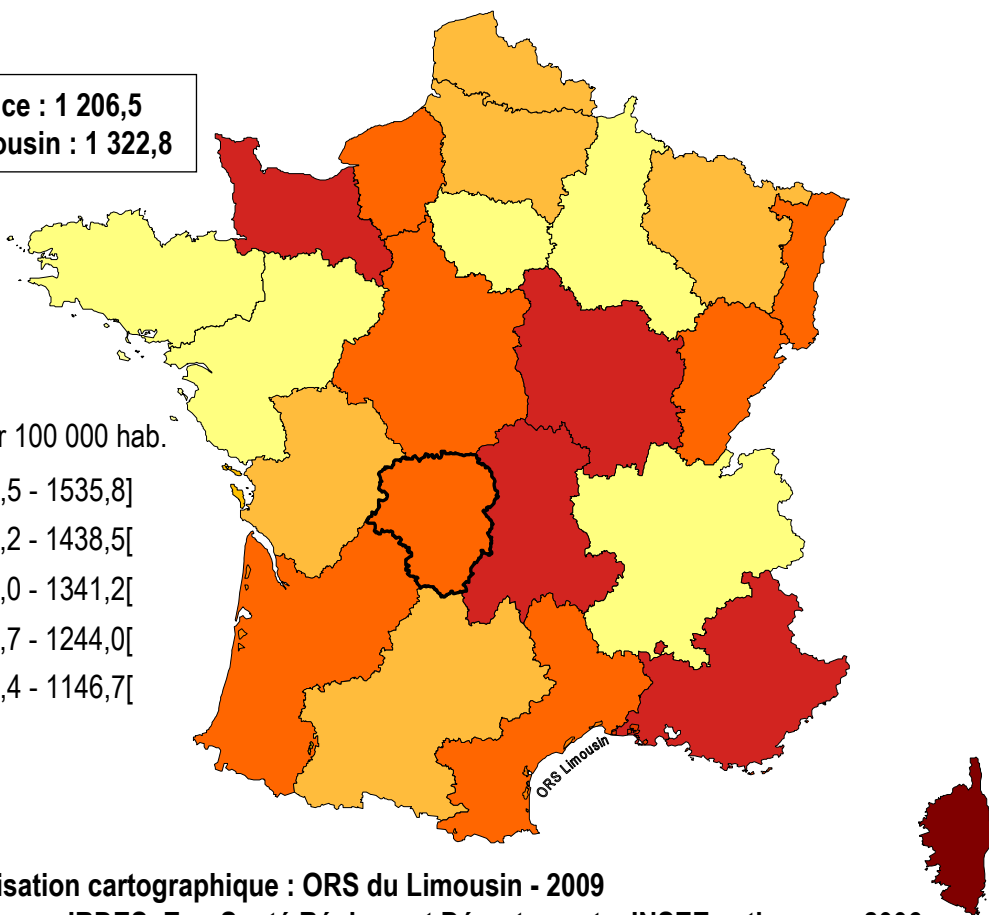 ce : 1 206,5
ousin : 1 322,8
r 100 000 hab.
,5 - 1535,8]
,2 - 1438,5[
,0 - 1341,2[
,7 - 1244,0[
,4 - 1146,7[
ORS Limousin
isation cartographique : ORS du Limousin - 2009